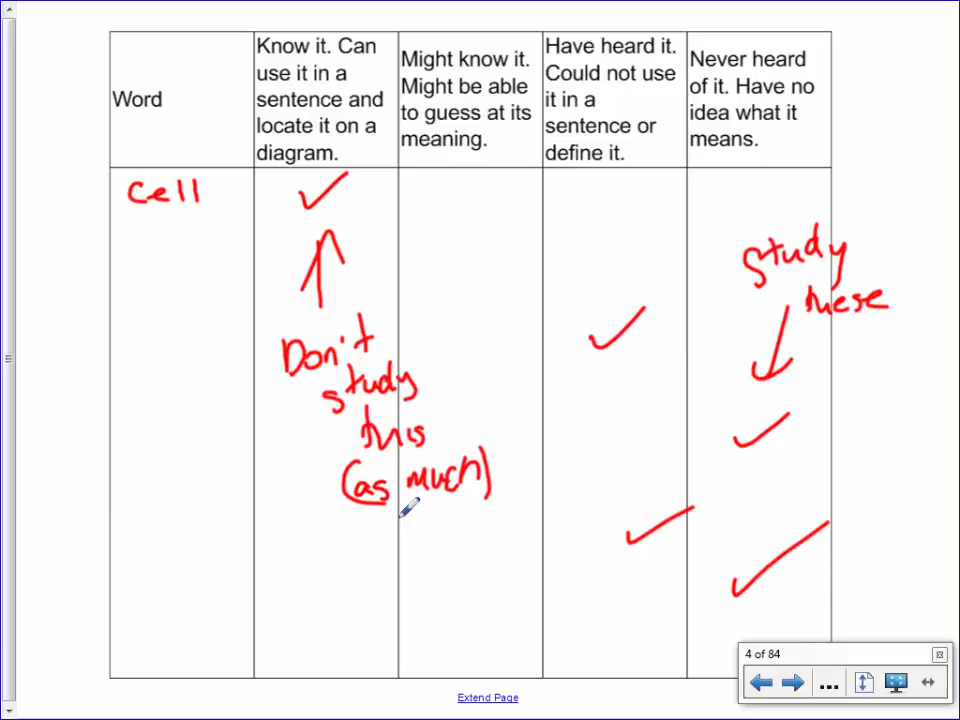 Word
Know it. Can
use it in a
sentence and
locate it on a
diagram.
Might know it.
Might be able
to guess at its
meaning.
Have heard it.
Could not use
it in a
sentence or
define it.
Never heard
of it. Have no
idea what it
means.
Cell
Don't
study
this
(as much)
Study
these
4 of 84
...
Extend Page